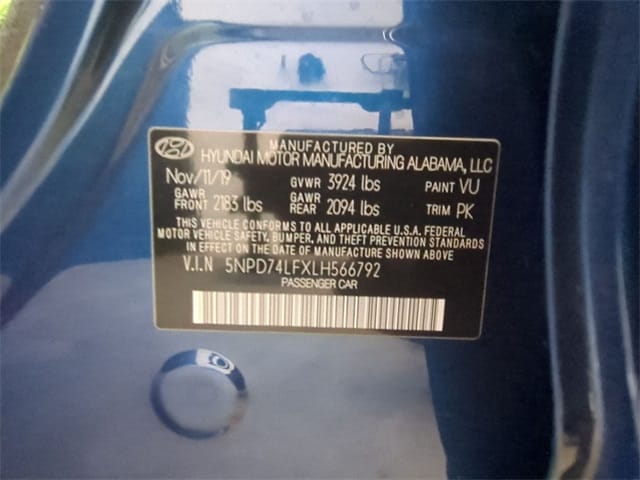 MANUFACTURED BY
HYUNDAI MOTOR MANUFACTURING ALABAMA, LLC
Nov/11/19 GVWR 3924 lbs PAINT VU
GAWR FRONT 2183 lbs GAWR REAR 2094 lbs TRIM PK
THIS VEHICLE CONFORMS TO ALL APPLICABLE U.S.A. FEDERAL
MOTOR VEHICLE SAFETY, BUMPER, AND THEFT PREVENTION STANDARDS
IN EFFECT ON THE DATE OF MANUFACTURE SHOWN ABOVE
V.I.N 5NPD74LFXLH566792
PASSENGER CAR